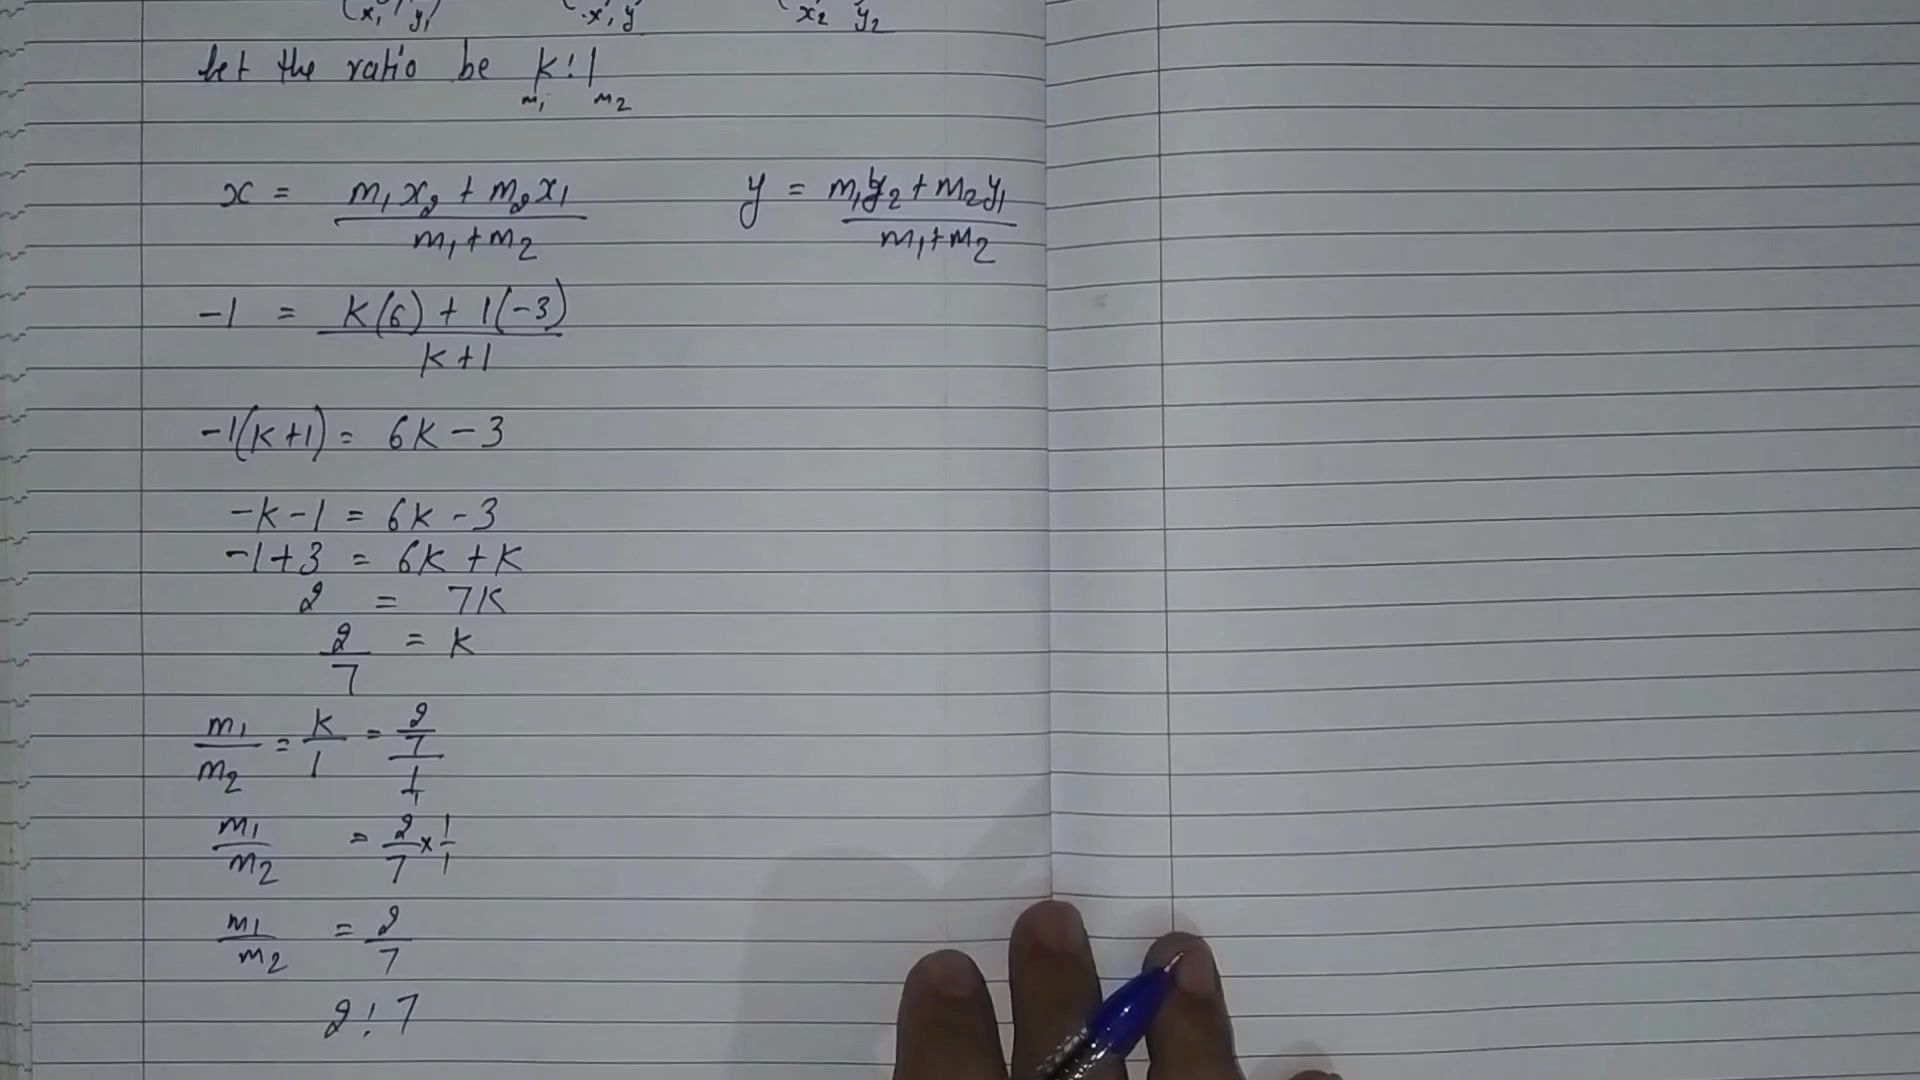 (x₁, y₁) (x, y) (x₂ y₂
let the ratio be k:1
m₁ m₂
x = (m₁x₂ + m₂x₁)/(m₁+m₂) y = (m₁y₂ + m₂y₁)/(m₁+m₂)
-1 = (k(6) + 1(-3))/(k+1)
-1(k+1) = 6k - 3
-k-1 = 6k - 3
-1+3 = 6k + k
2 = 7k
2/7 = k
m₁/m₂ = k/1 = (2/7)/1
m₁/m₂ = 2/7 × 1/1
m₁/m₂ = 2/7
2:7